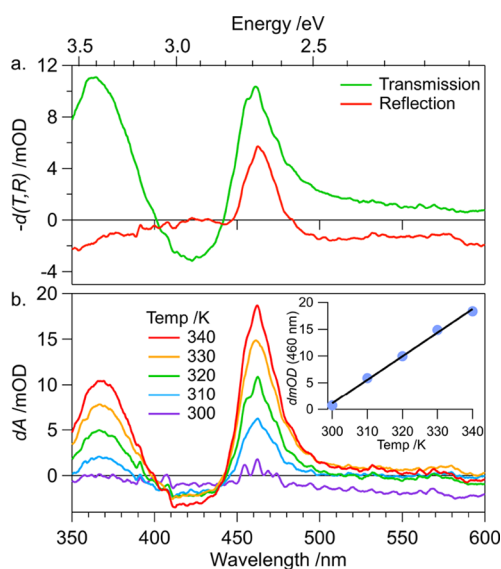 Energy /eV
3.5
3.0
2.5
a.
12
8
4
0
-4
-d(T,R) /mOD
Transmission
Reflection
b.
20
15
10
5
0
dA /mOD
Temp /K
340
330
320
310
300
20
15
10
5
0
dmOD (460 nm)
300 310 320 330 340
Temp /K
350 400 450 500 550 600
Wavelength /nm